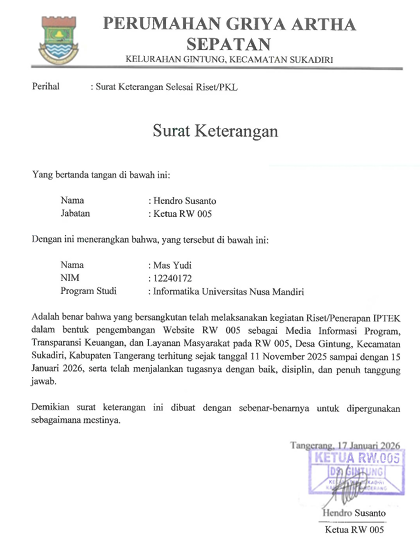 PERUMAHAN GRIYA ARTHA
SEPATAN
KELURAHAN GINTUNG, KECAMATAN SUKADIRI
Perihal : Surat Keterangan Selesai Riset/PKL
Surat Keterangan
Yang bertanda tangan di bawah ini:
Nama : Hendro Susanto
Jabatan : Ketua RW 005
Dengan ini menerangkan bahwa, yang tersebut di bawah ini:
Nama : Mas Yudi
NIM : 12240172
Program Studi : Informatika Universitas Nusa Mandiri
Adalah benar bahwa yang bersangkutan telah melaksanakan kegiatan Riset/Penerapan IPTEK
dalam bentuk pengembangan Website RW 005 sebagai Media Informasi Program,
Transparansi Keuangan, dan Layanan Masyarakat pada RW 005, Desa Gintung, Kecamatan
Sukadiri, Kabupaten Tangerang terhitung sejak tanggal 11 November 2025 sampai dengan 15
Januari 2026, serta telah menjalankan tugasnya dengan baik, disiplin, dan penuh tanggung
jawab.
Demikian surat keterangan ini dibuat dengan sebenar-benarnya untuk dipergunakan
sebagaimana mestinya.
Tangerang, 17 Januari 2026
KETUA RW.005
GINTUNG
Hendro Susanto
Ketua RW 005